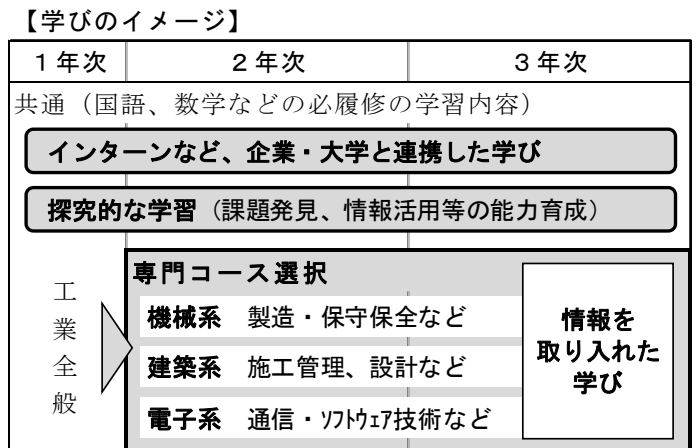 【学びのイメージ】
１年次 ２年次 ３年次
共通（国語、数学などの必履修の学習内容）
インターンなど、企業・大学と連携した学び
探究的な学習（課題発見、情報活用等の能力育成）
工業全般
専門コース選択
機械系 製造・保守保全など
建築系 施工管理、設計など
電子系 通信・ｿﾌﾄｳｪｱ技術など
情報を
取り入れた
学び